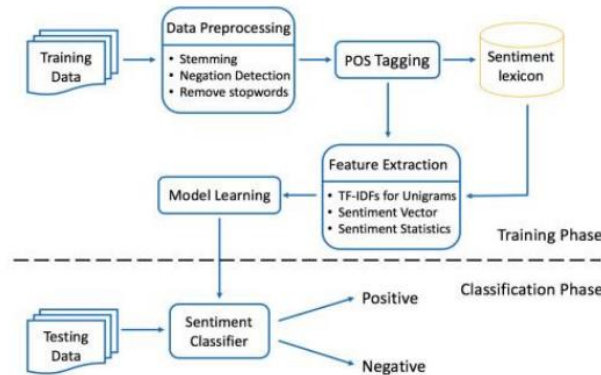 Training
Data
Data Preprocessing
• Stemming
• Negation Detection
• Remove stopwords
POS Tagging
Sentiment
lexicon
Feature Extraction
• TF-IDFs for Unigrams
• Sentiment Vector
• Sentiment Statistics
Model Learning
Training Phase
Classification Phase
Testing
Data
Sentiment
Classifier
Positive
Negative